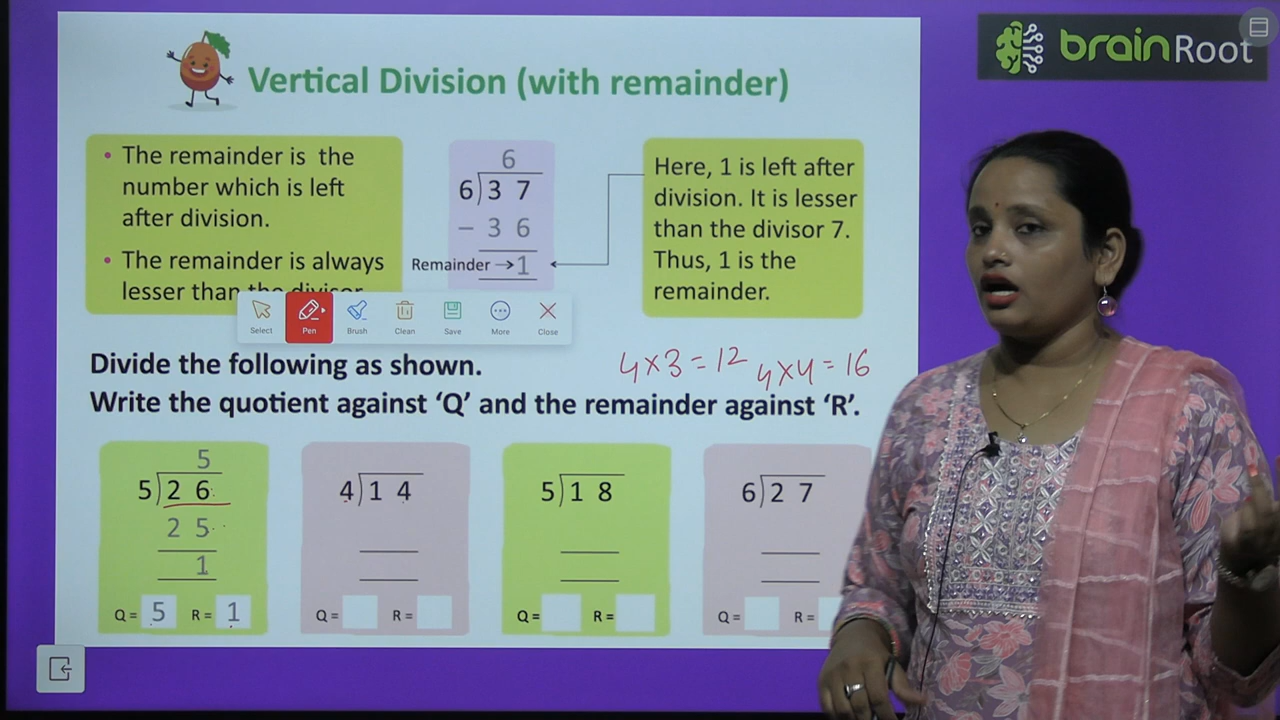 brainRoot
Vertical Division (with remainder)
• The remainder is the
number which is left
after division.
• The remainder is always
lesser than the divisor
6
6)3 7
– 3 6
Remainder → 1
Here, 1 is left after
division. It is lesser
than the divisor 7.
Thus, 1 is the
remainder.
Select Pen Brush Clean Save More Close
Divide the following as shown.
4×3=12 4×4=16
Write the quotient against ‘Q’ and the remainder against ‘R’.
5
5)2 6
2 5
1
Q = 5 R = 1
4)1 4
Q = R =
5)1 8
Q = R =
6)2 7
Q = R =